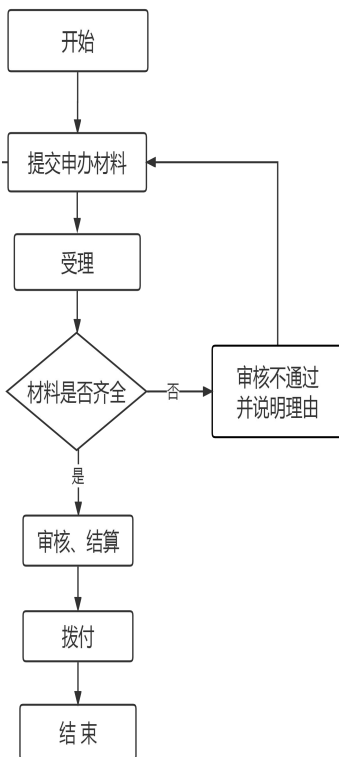 开始
提交申办材料
受理
材料是否齐全
否
审核不通过
并说明理由
是
审核、结算
拨付
结 束